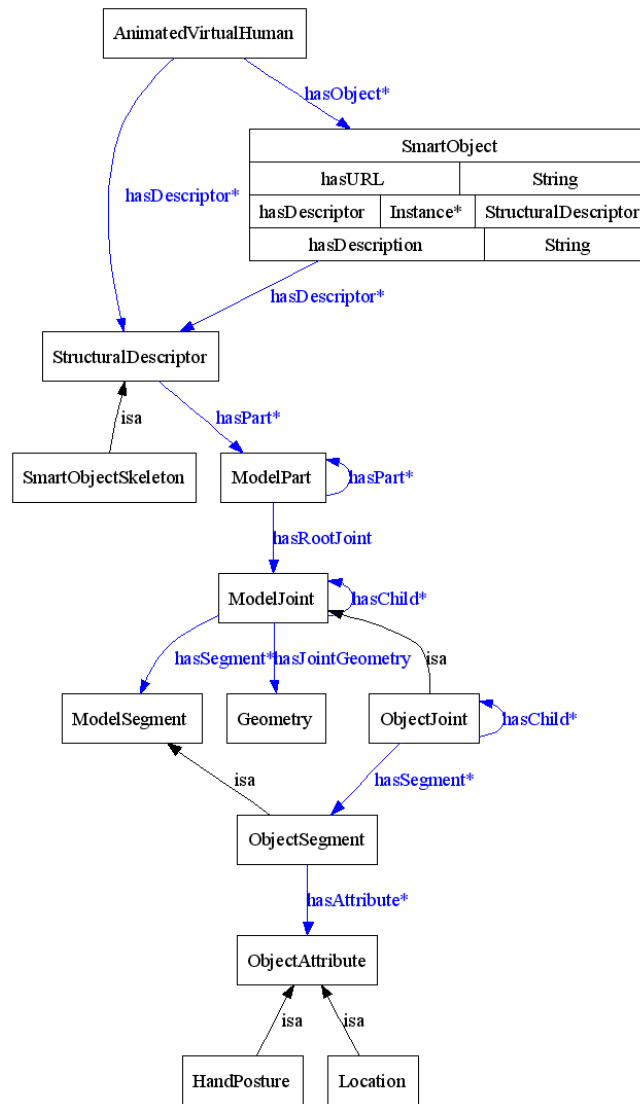 AnimatedVirtualHuman
hasObject*
SmartObject
hasURL String
hasDescriptor* hasDescriptor Instance* StructuralDescriptor
hasDescription String
hasDescriptor*
StructuralDescriptor
isa hasPart*
SmartObjectSkeleton ModelPart hasPart*
hasRootJoint
ModelJoint hasChild*
hasSegment* hasJointGeometry isa
ModelSegment Geometry ObjectJoint hasChild*
isa hasSegment*
ObjectSegment
hasAttribute*
ObjectAttribute
isa isa
HandPosture Location